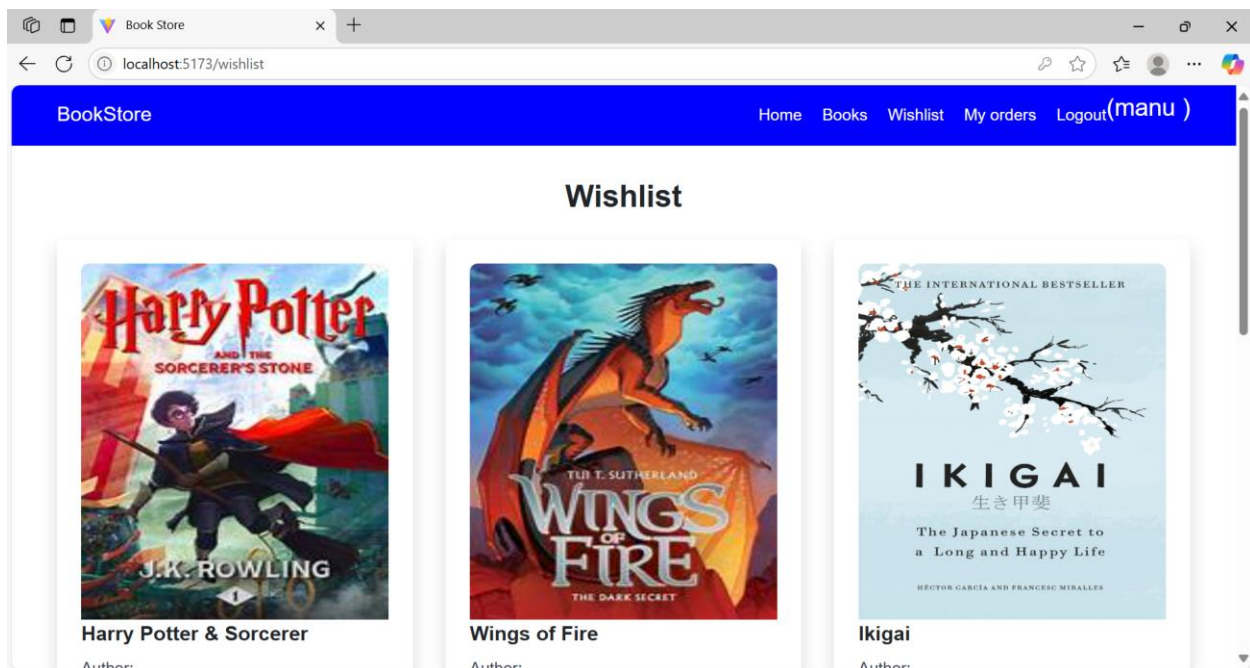 Book Store
localhost:5173/wishlist
BookStore
Home Books Wishlist My orders Logout(manu )
Wishlist
Harry Potter
AND THE
SORCERER'S STONE
J.K. ROWLING
1
TUI T. SUTHERLAND
WINGS
OF
FIRE
THE DARK SECRET
THE INTERNATIONAL BESTSELLER
IKIGAI
生き甲斐
The Japanese Secret to
a Long and Happy Life
HÉCTOR GARCÍA AND FRANCESC MIRALLES
Harry Potter & Sorcerer
Wings of Fire
Ikigai
Author:
Author:
Author: